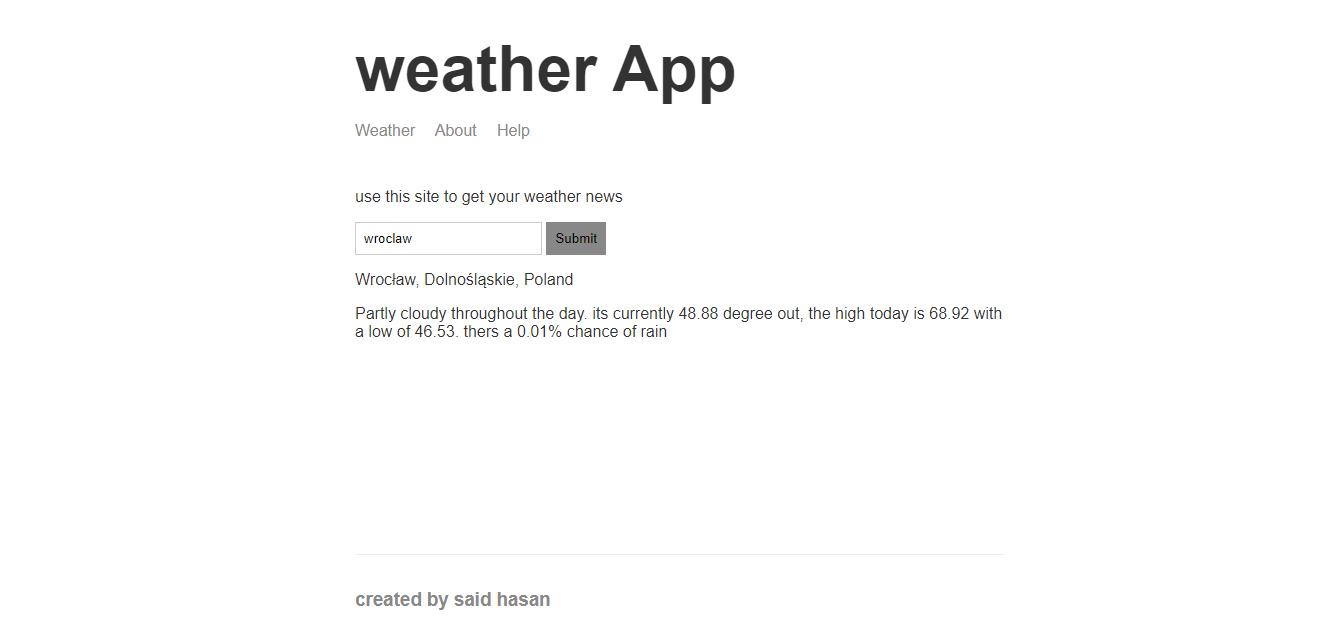 weather App
Weather About Help
use this site to get your weather news
wroclaw Submit
Wrocław, Dolnośląskie, Poland
Partly cloudy throughout the day. its currently 48.88 degree out, the high today is 68.92 with
a low of 46.53. thers a 0.01% chance of rain
created by said hasan